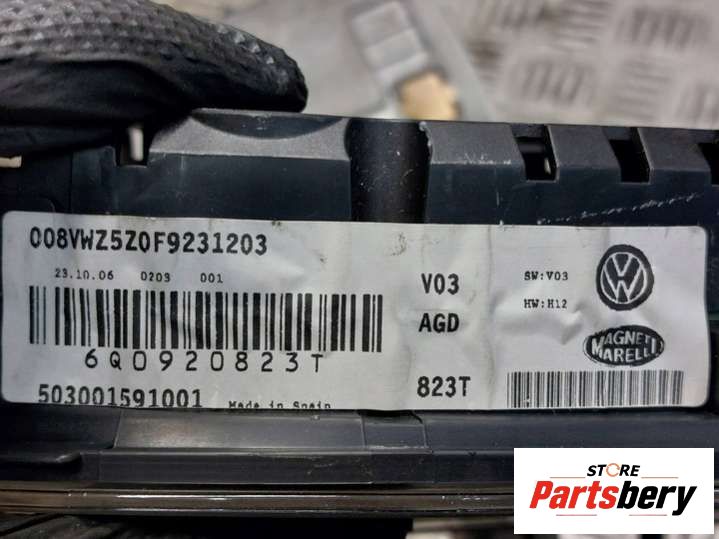 008VWZ5Z0F9231203
23.10.06 0203 001
V03
SW:V03
HW:H12
VW
AGD
6Q0920823T
MAGNETI
MARELLI
503001591001 Made in Spain
823T
STORE
Partsbery